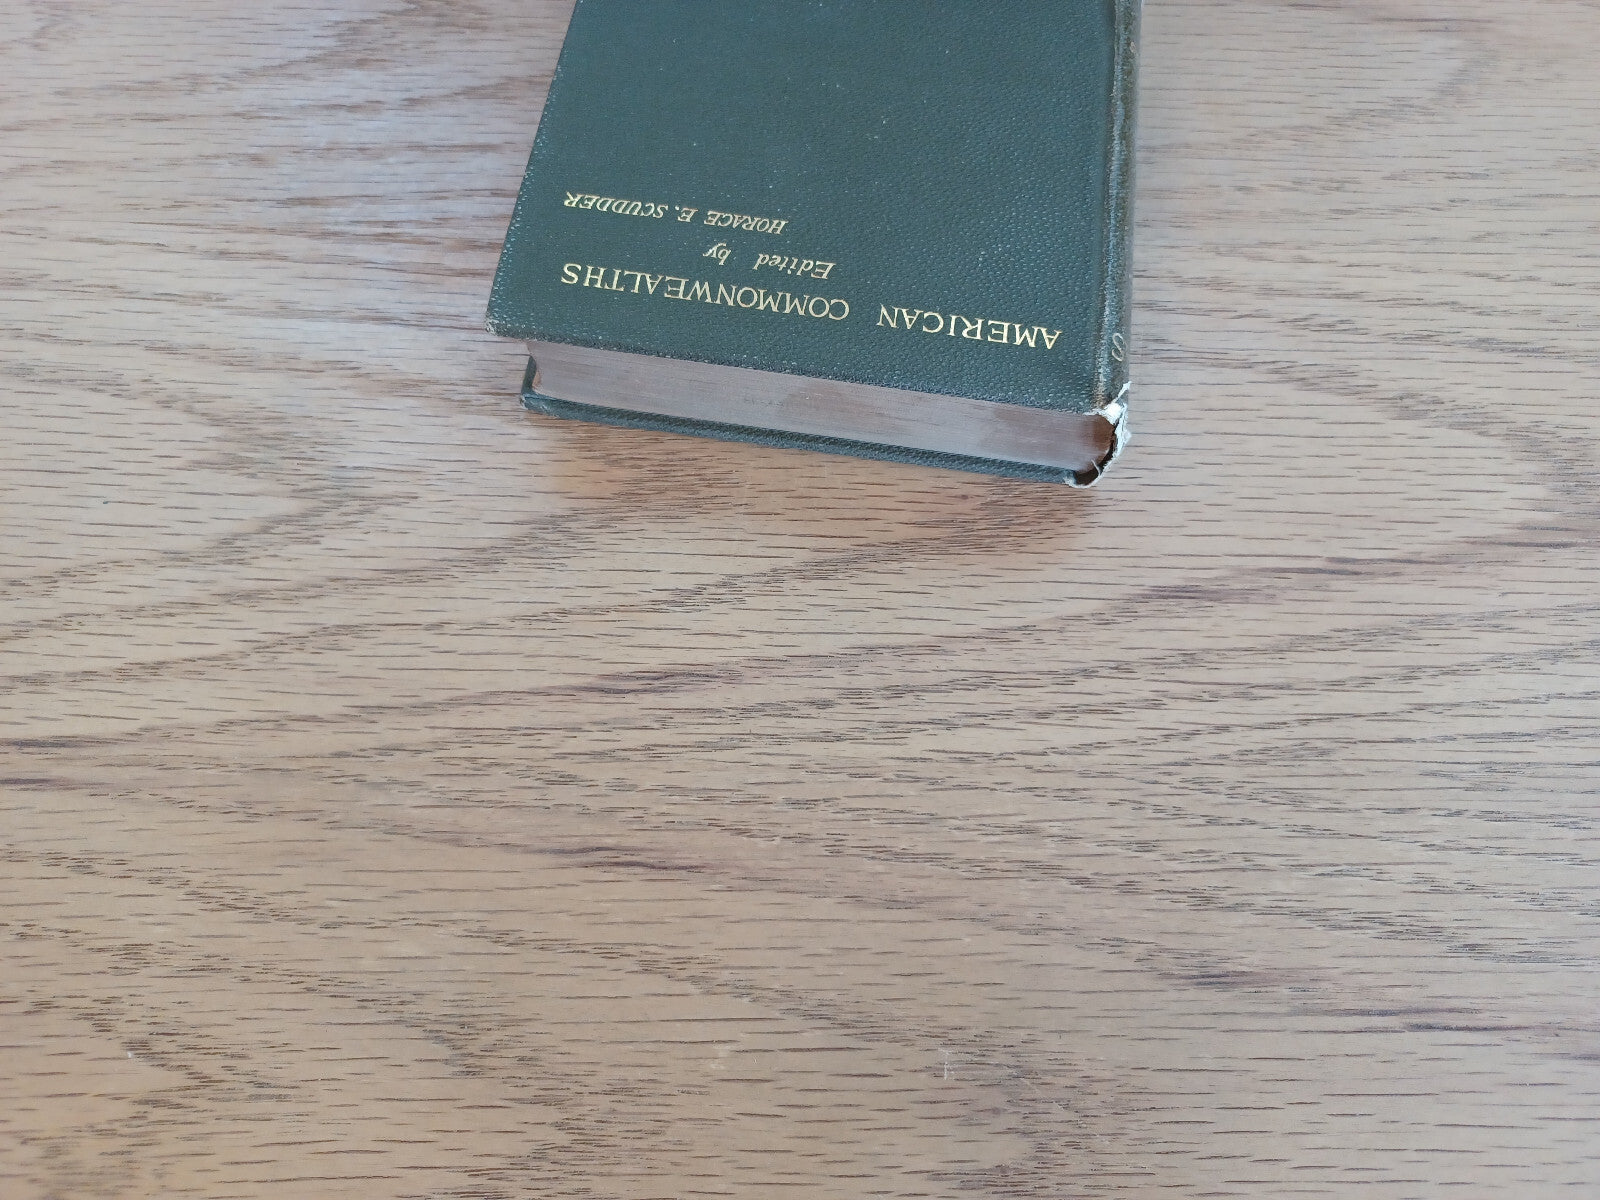 AMERICAN COMMONWEALTHS
Edited by
HORACE E. SCUDDER